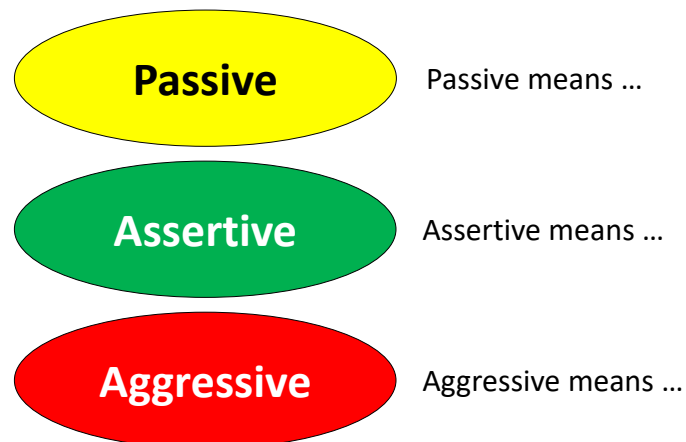 Passive
Passive means …
Assertive
Assertive means …
Aggressive
Aggressive means …